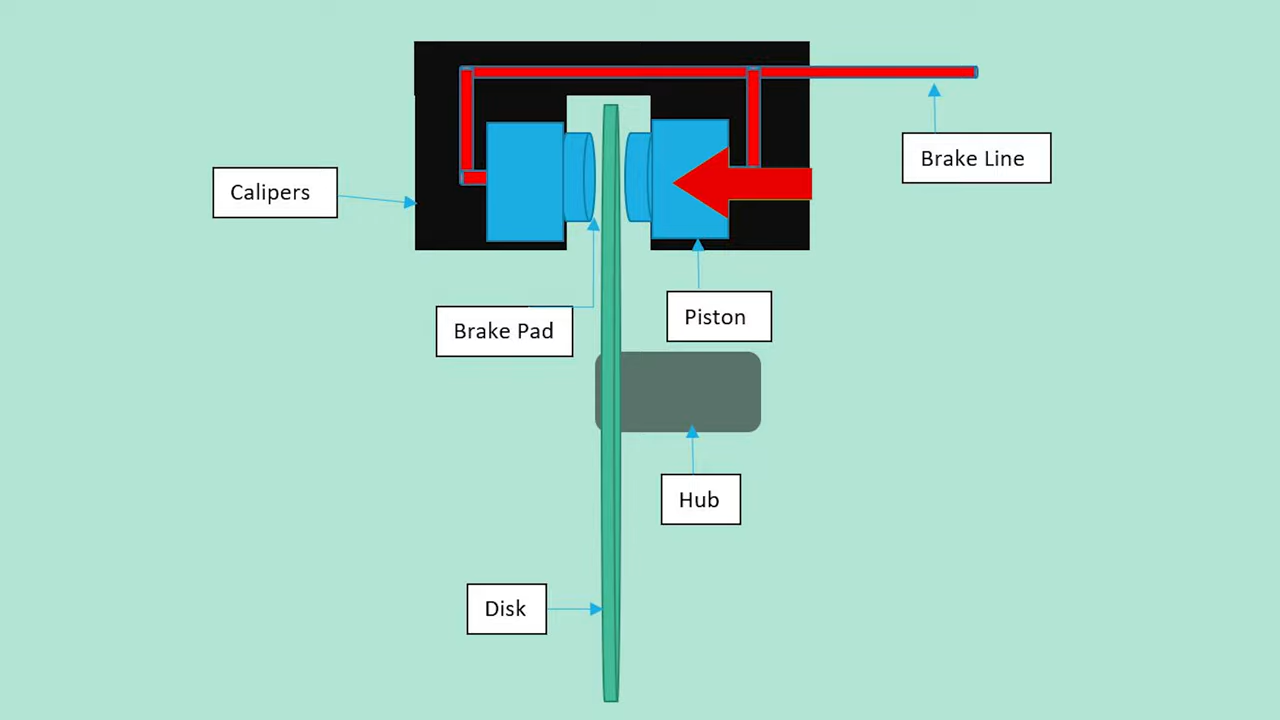 Brake Line
Calipers
Piston
Brake Pad
Hub
Disk